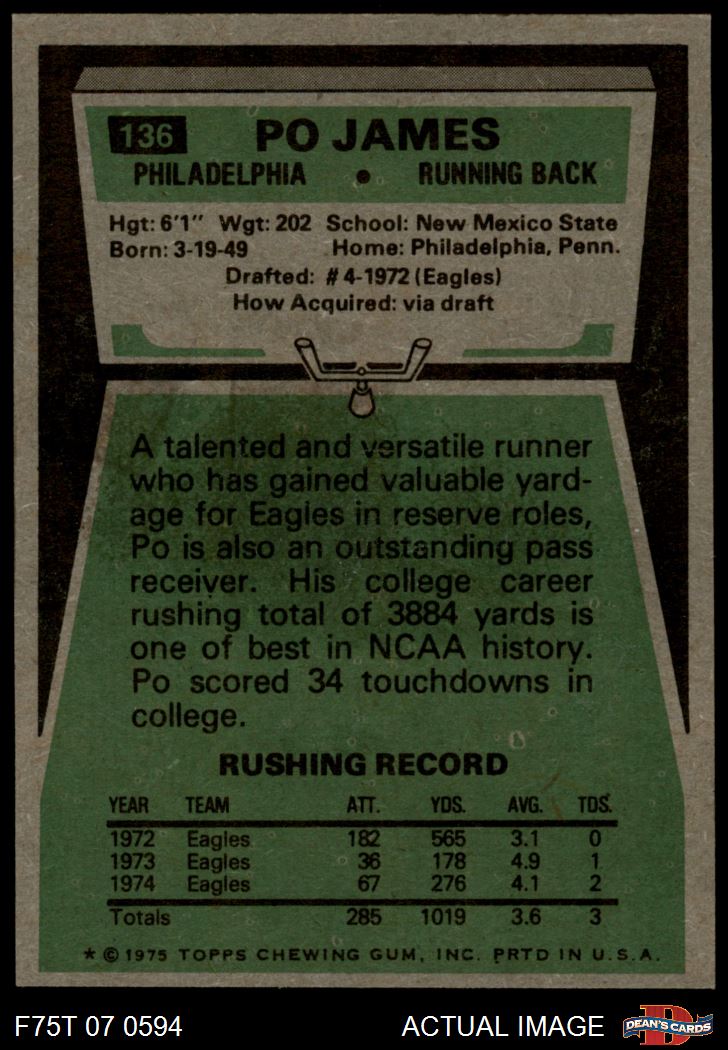 136 PO JAMES
PHILADELPHIA • RUNNING BACK
Hgt: 6'1" Wgt: 202 School: New Mexico State
Born: 3-19-49 Home: Philadelphia, Penn.
Drafted: #4-1972 (Eagles)
How Acquired: via draft
A talented and versatile runner
who has gained valuable yard-
age for Eagles in reserve roles,
Po is also an outstanding pass
receiver. His college career
rushing total of 3884 yards is
one of best in NCAA history.
Po scored 34 touchdowns in
college.
RUSHING RECORD
YEAR TEAM ATT. YDS. AVG. TDS.
1972 Eagles 182 565 3.1 0
1973 Eagles 36 178 4.9 1
1974 Eagles 67 276 4.1 2
Totals 285 1019 3.6 3
* © 1975 TOPPS CHEWING GUM, INC. PRTD IN U.S.A.
F75T 07 0594 ACTUAL IMAGE D DEAN'S CARDS